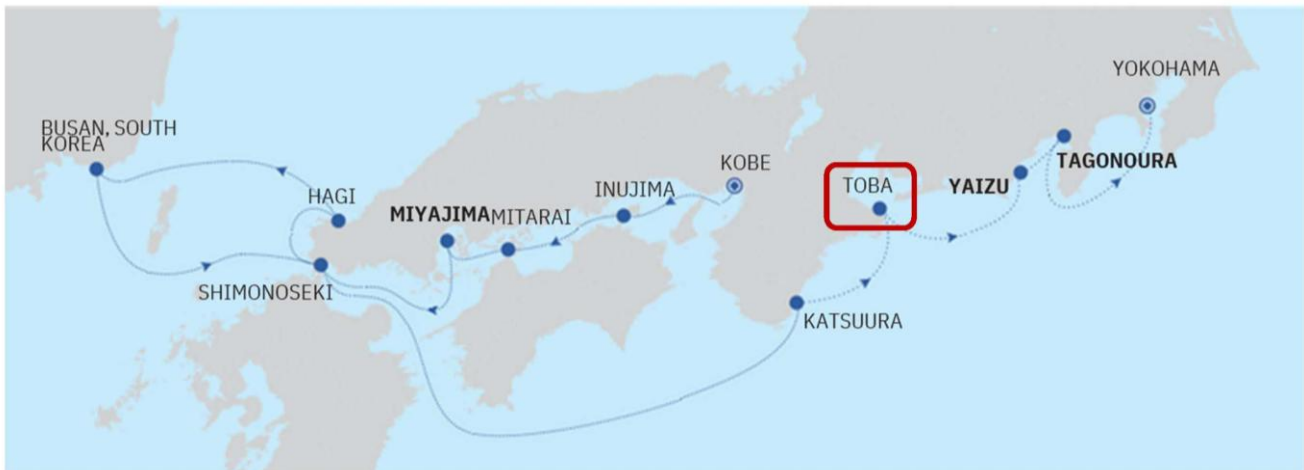 YOKOHAMA
BUSAN, SOUTH
KOREA
TAGONOURA
KOBE
TOBA
YAIZU
INUJIMA
HAGI
MIYAJIMA
MITARAI
SHIMONOSEKI
KATSUURA